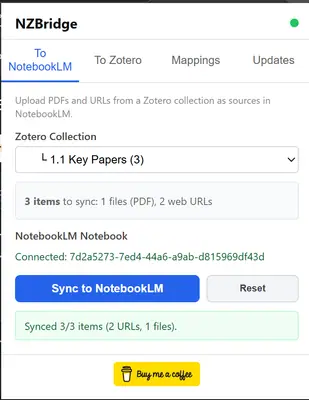 NZBridge
To NotebookLM
To Zotero
Mappings
Updates
Upload PDFs and URLs from a Zotero collection as sources in
NotebookLM.
Zotero Collection
└ 1.1 Key Papers (3)
3 items to sync: 1 files (PDF), 2 web URLs
NotebookLM Notebook
Connected: 7d2a5273-7ed4-44a6-a9ab-d815969df43d
Sync to NotebookLM
Reset
Synced 3/3 items (2 URLs, 1 files).
Buy me a coffee